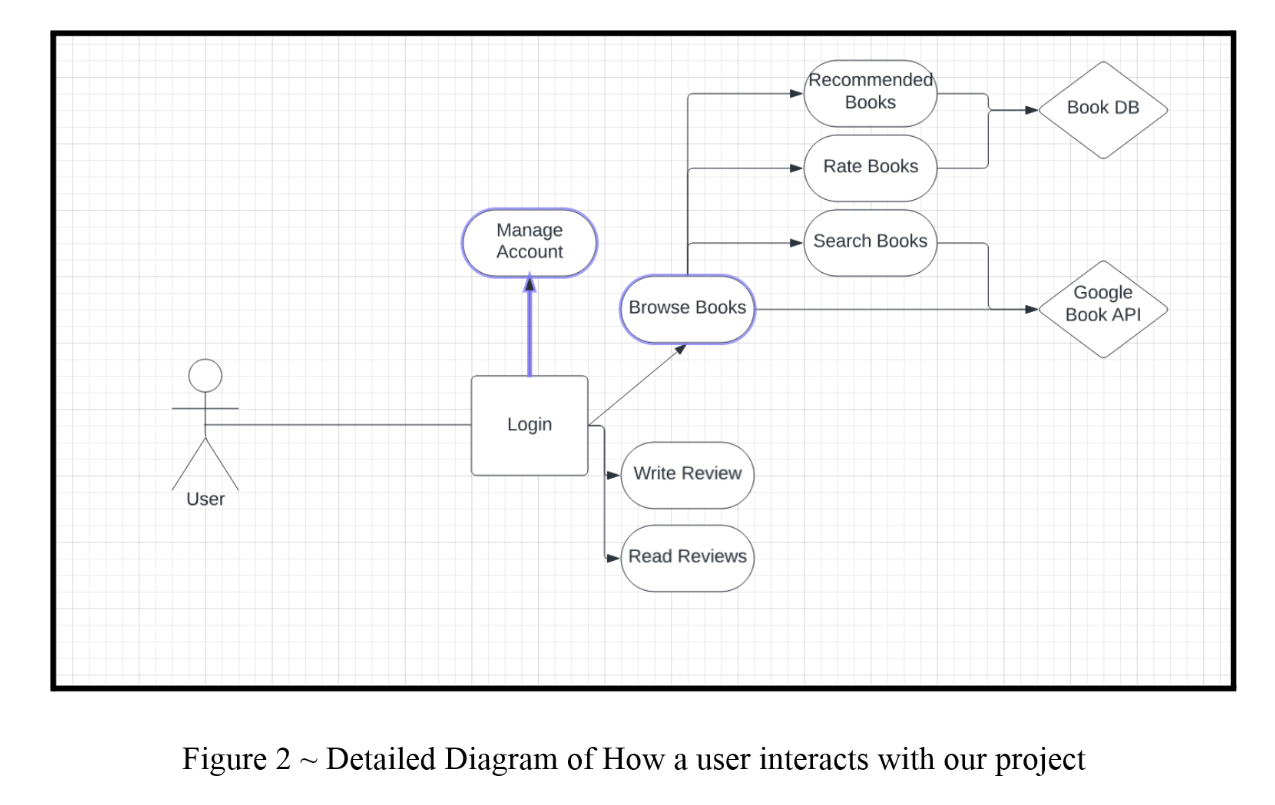 Recommended
Books
Book DB
Rate Books
Manage
Account
Search Books
Browse Books
Google
Book API
Login
Write Review
User
Read Reviews
Figure 2 ~ Detailed Diagram of How a user interacts with our project